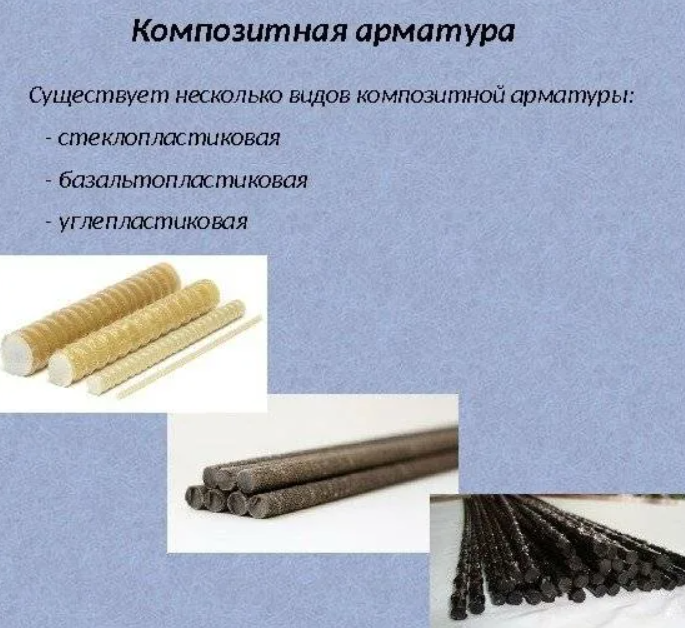 Композитная арматура
Существует несколько видов композитной арматуры:
- стеклопластиковая
- базальтопластиковая
- углепластиковая